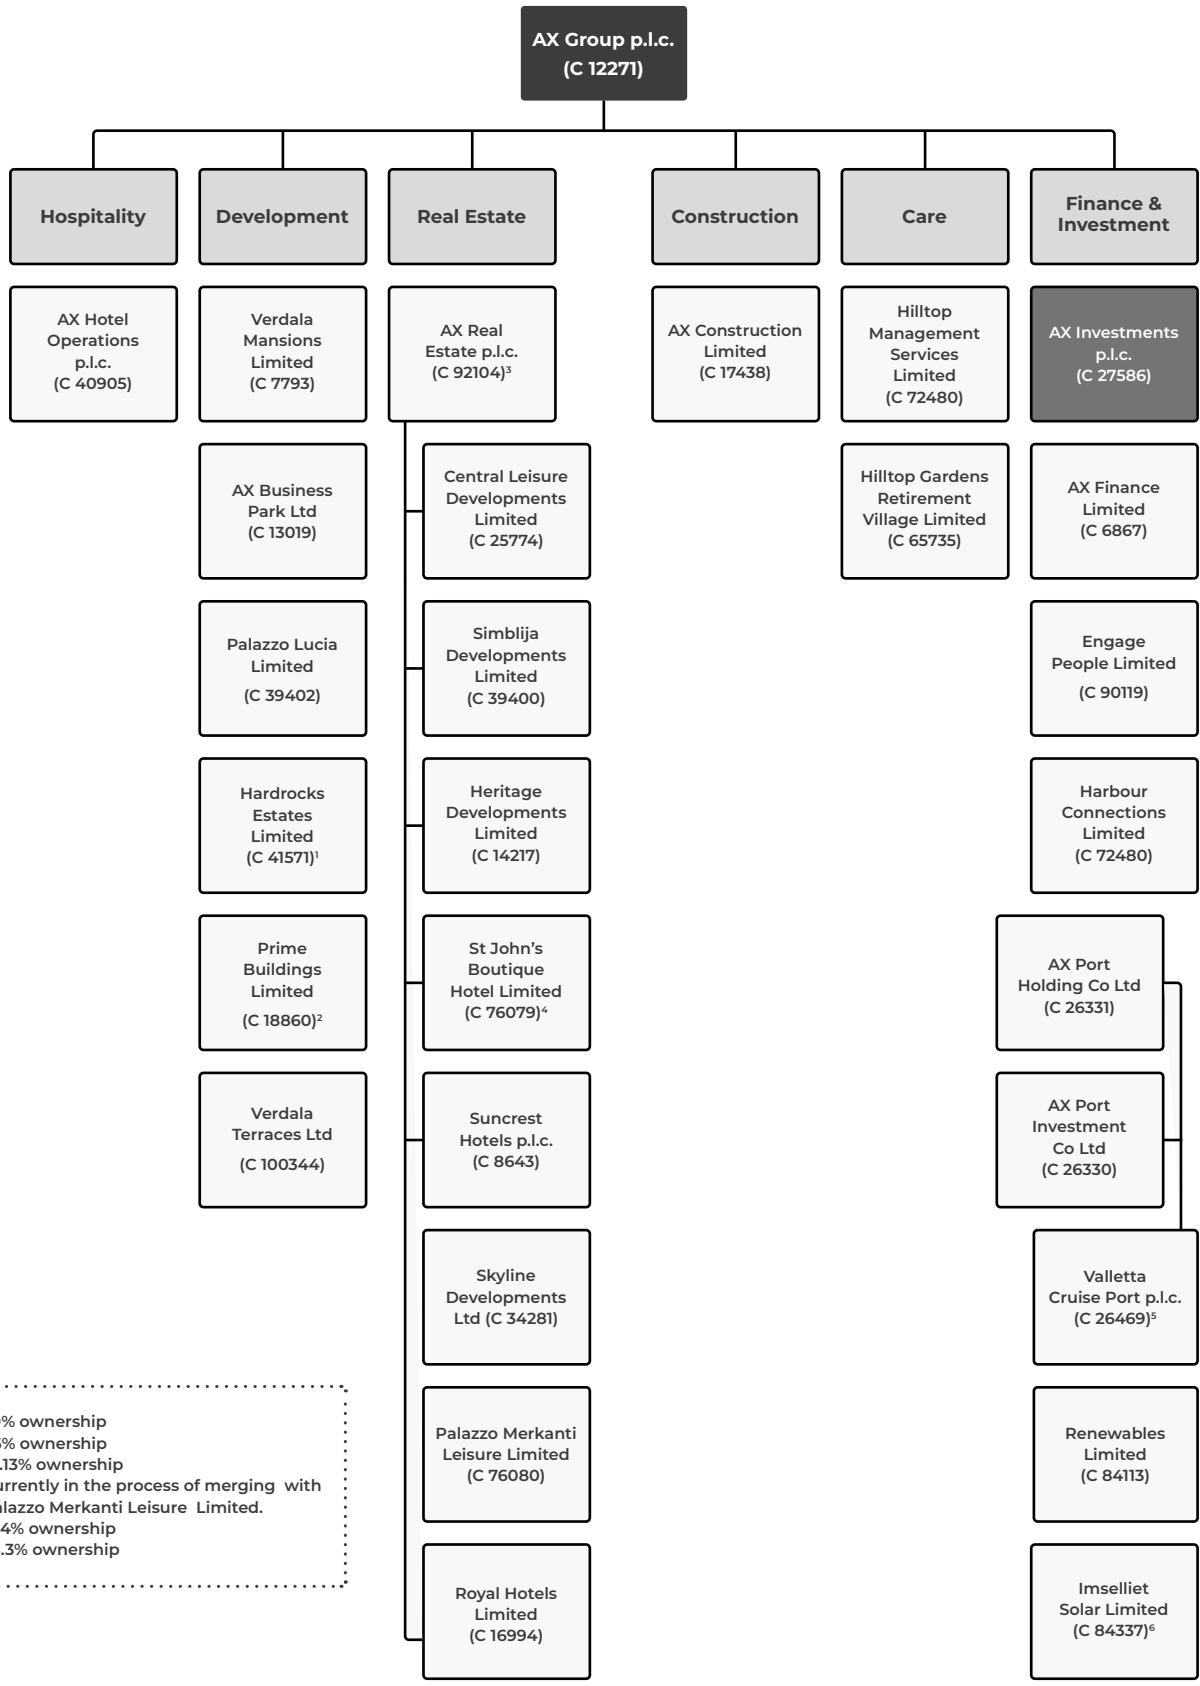 AX Group p.l.c.
(C 12271)
Hospitality
Development
Real Estate
Construction
Care
Finance &
Investment
AX Hotel
Operations
p.l.c.
(C 40905)
Verdala
Mansions
Limited
(C 7793)
AX Real
Estate p.l.c.
(C 92104)³
AX Construction
Limited
(C 17438)
Hilltop
Management
Services
Limited
(C 72480)
AX Investments
p.l.c.
(C 27586)
AX Business
Park Ltd
(C 13019)
Central Leisure
Developments
Limited
(C 25774)
Hilltop Gardens
Retirement
Village Limited
(C 65735)
AX Finance
Limited
(C 6867)
Palazzo Lucia
Limited
(C 39402)
Simblija
Developments
Limited
(C 39400)
Engage
People Limited
(C 90119)
Hardrocks
Estates
Limited
(C 41571)¹
Heritage
Developments
Limited
(C 14217)
Harbour
Connections
Limited
(C 72480)
Prime
Buildings
Limited
(C 18860)²
St John’s
Boutique
Hotel Limited
(C 76079)⁴
AX Port
Holding Co Ltd
(C 26331)
Verdala
Terraces Ltd
(C 100344)
Suncrest
Hotels p.l.c.
(C 8643)
AX Port
Investment
Co Ltd
(C 26330)
Skyline
Developments
Ltd (C 34281)
Valletta
Cruise Port p.l.c.
(C 26469)⁵
Palazzo Merkanti
Leisure Limited
(C 76080)
Renewables
Limited
(C 84113)
Royal Hotels
Limited
(C 16994)
Imselliet
Solar Limited
(C 84337)⁶
% ownership
% ownership
.13% ownership
urrently in the process of merging with
alazzo Merkanti Leisure Limited.
4% ownership
.3% ownership